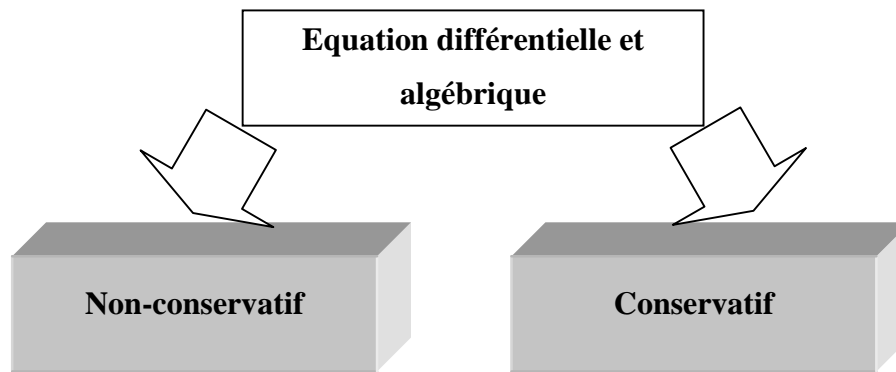 Equation différentielle et
algébrique
Non-conservatif
Conservatif